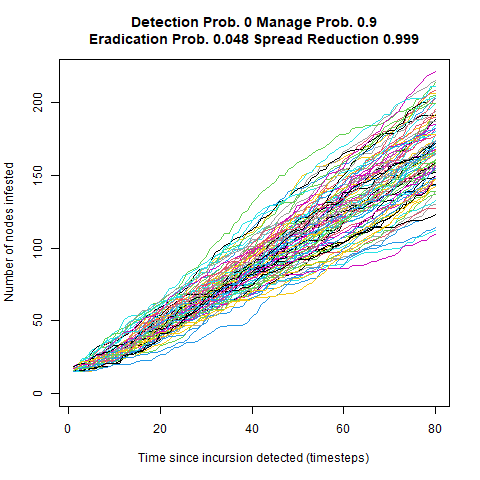 Detection Prob. 0 Manage Prob. 0.9
Eradication Prob. 0.048 Spread Reduction 0.999
Number of nodes infested
200
150
100
50
0
0 20 40 60 80
Time since incursion detected (timesteps)